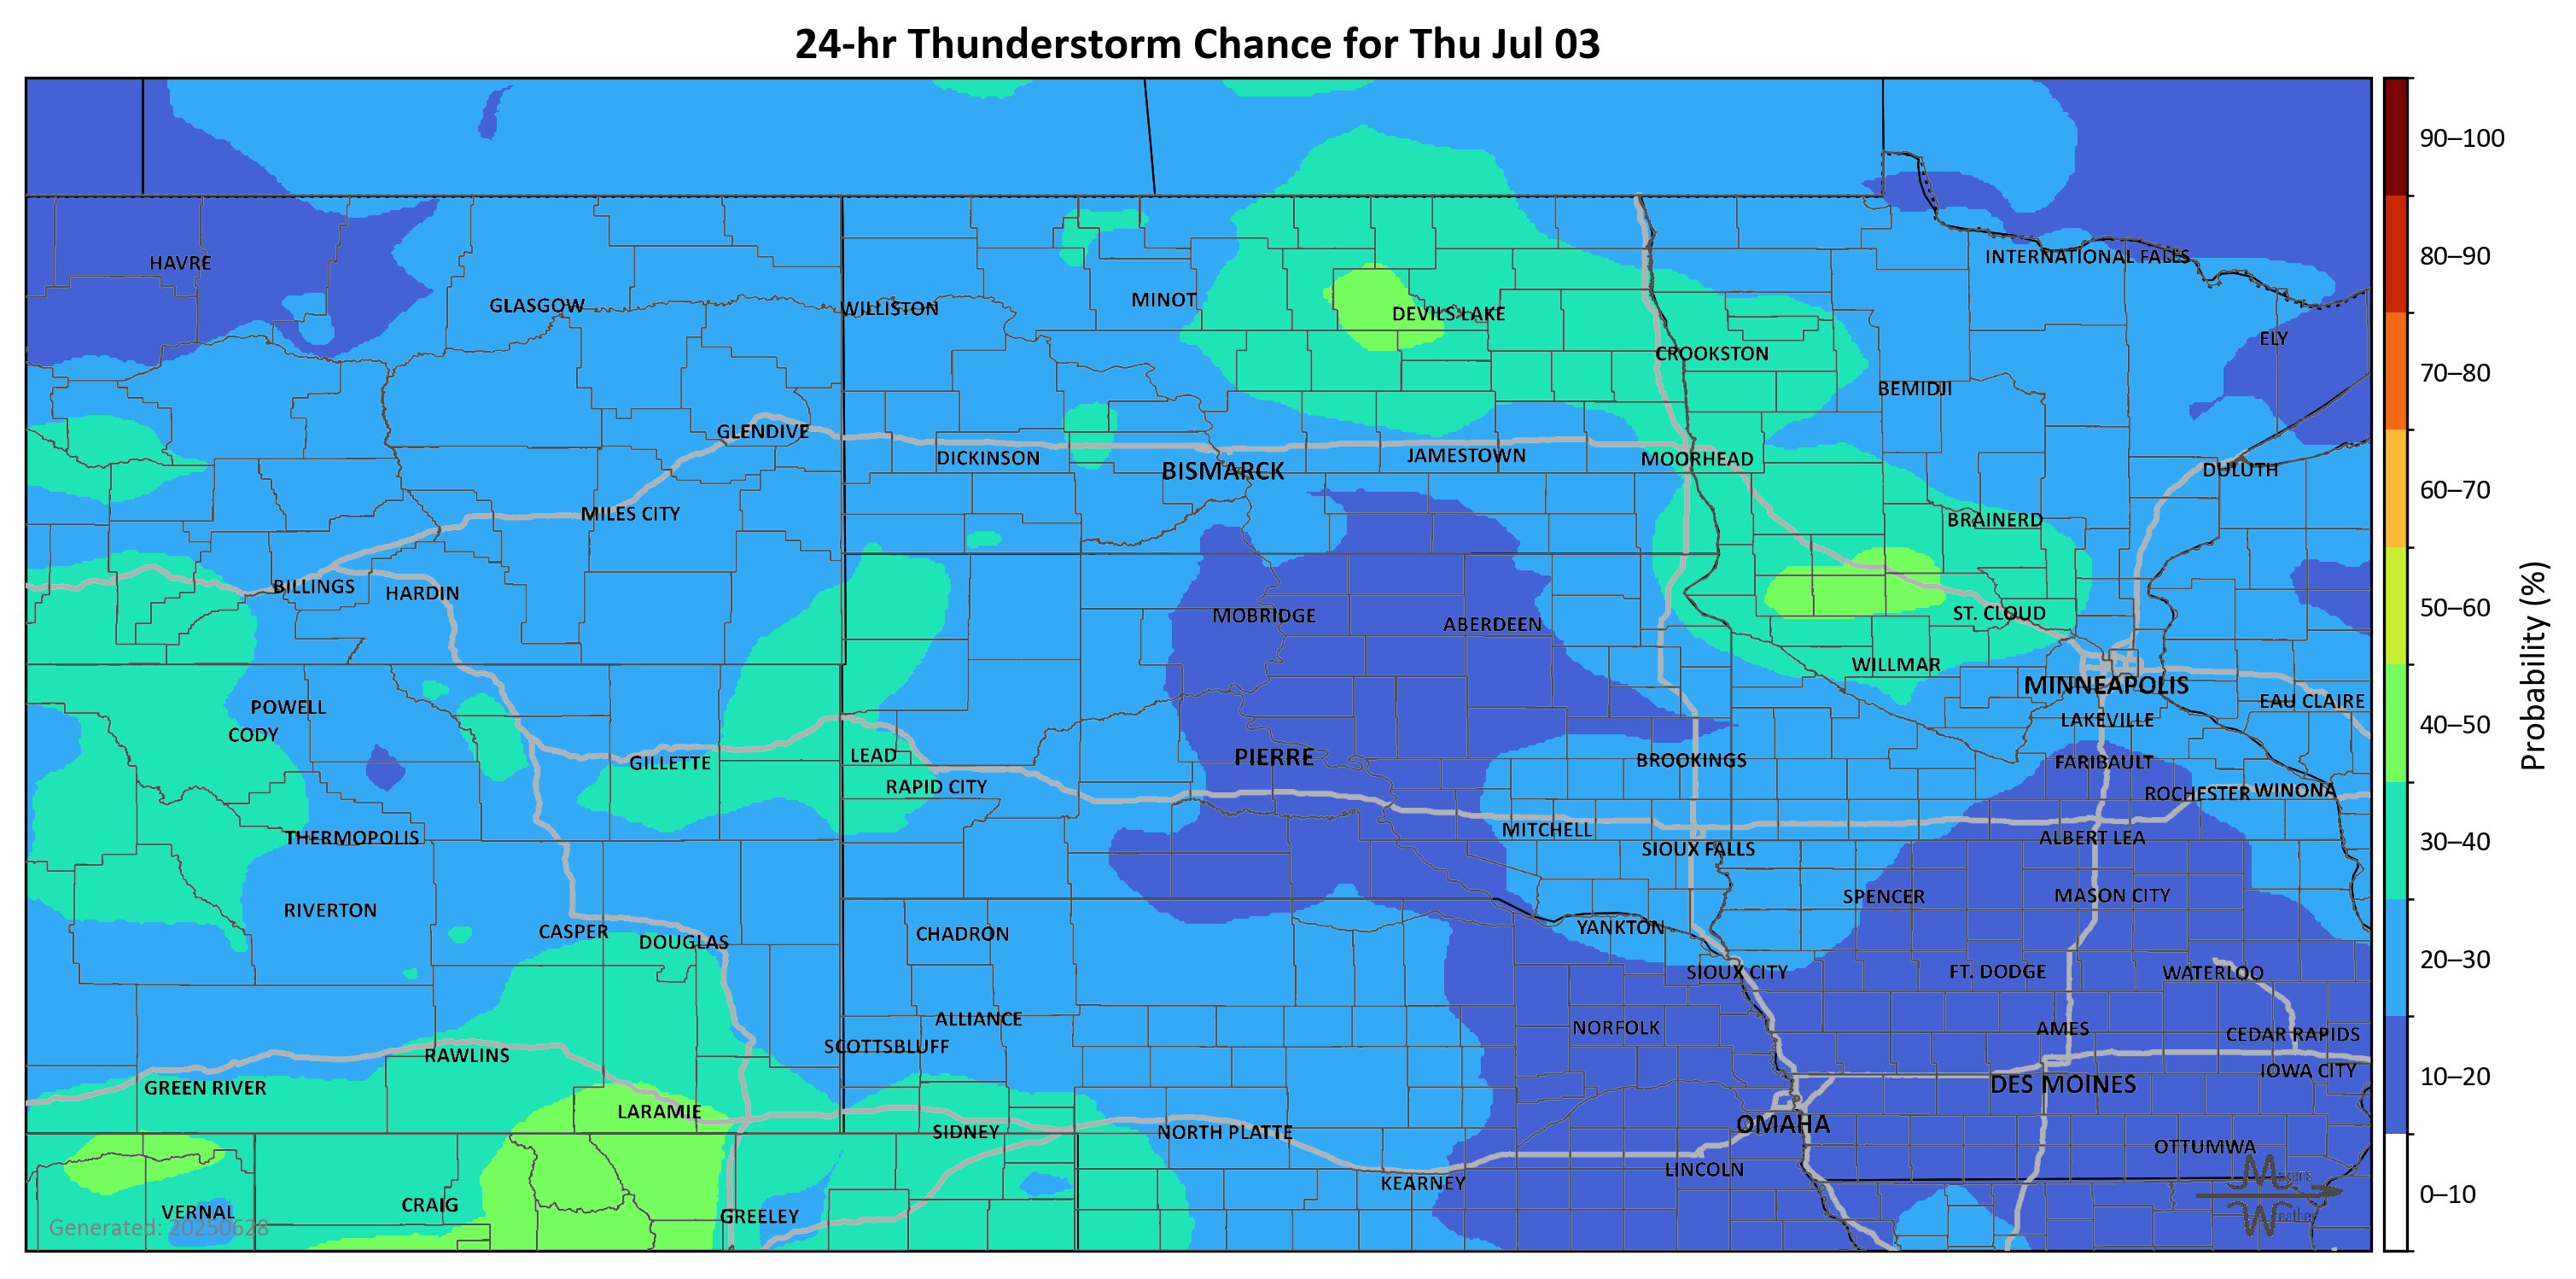 24-hr Thunderstorm Chance for Thu Jul 03
90–100
80–90
70–80
60–70
50–60
40–50
30–40
20–30
10–20
0–10
Probability (%)
HAVRE
INTERNATIONAL FALLS
GLASGOW
WILLISTON
MINOT
DEVILS LAKE
ELY
CROOKSTON
BEMIDJI
GLENDIVE
DICKINSON
BISMARCK
JAMESTOWN
MOORHEAD
DULUTH
MILES CITY
BRAINERD
BILLINGS
HARDIN
MOBRIDGE
ABERDEEN
ST. CLOUD
WILLMAR
MINNEAPOLIS
EAU CLAIRE
POWELL
CODY
LAKEVILLE
GILLETTE
LEAD
PIERRE
BROOKINGS
FARIBAULT
RAPID CITY
ROCHESTER
WINONA
THERMOPOLIS
MITCHELL
ALBERT LEA
SIOUX FALLS
RIVERTON
SPENCER
MASON CITY
CASPER
DOUGLAS
CHADRON
YANKTON
SIOUX CITY
FT. DODGE
WATERLOO
ALLIANCE
NORFOLK
AMES
CEDAR RAPIDS
SCOTTSBLUFF
RAWLINS
GREEN RIVER
DES MOINES
IOWA CITY
LARAMIE
SIDNEY
NORTH PLATTE
OMAHA
OTTUMWA
LINCOLN
KEARNEY
VERNAL
CRAIG
GREELEY
Generated: 20250628
Makens
Weather